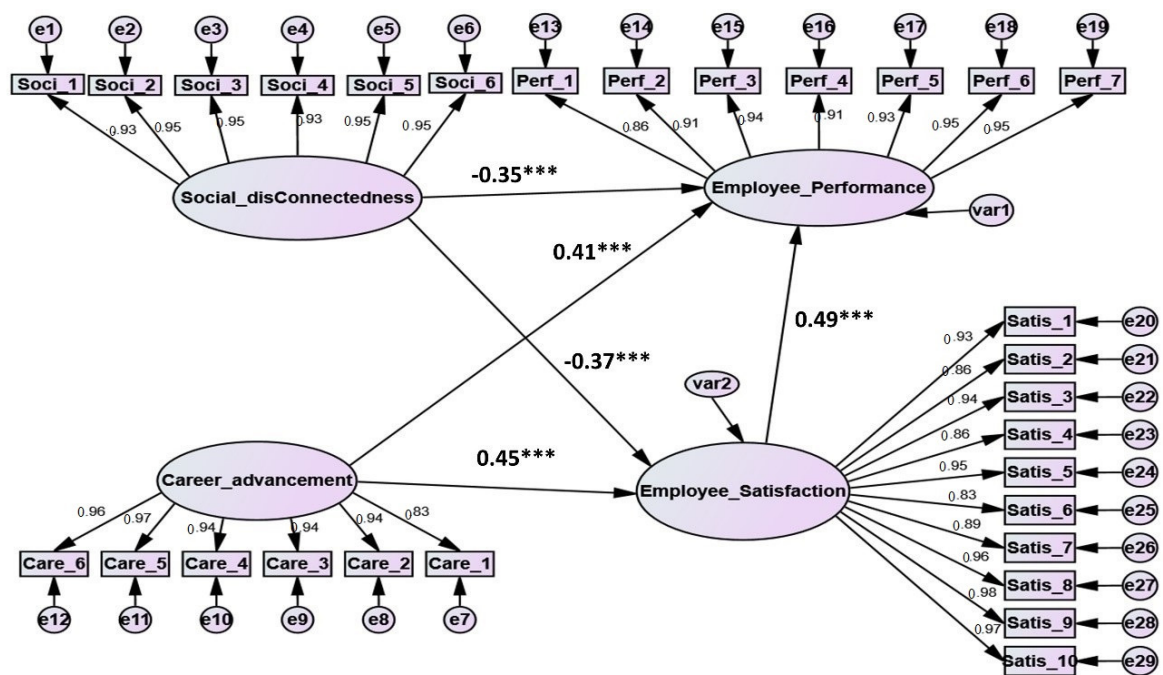 e1 e2 e3 e4 e5 e6 e13 e14 e15 e16 e17 e18 e19
Soci_1 Soci_2 Soci_3 Soci_4 Soci_5 Soci_6 Perf_1 Perf_2 Perf_3 Perf_4 Perf_5 Perf_6 Perf_7
0.93 0.95 0.95 0.93 0.95 0.95 0.86 0.91 0.94 0.91 0.93 0.95 0.95
-0.35***
Social_disConnectedness
Employee_Performance
var1
0.41***
0.49***
-0.37***
var2
0.45***
Career_advancement
Employee_Satisfaction
0.93 Satis_1 e20
0.86 Satis_2 e21
0.94 Satis_3 e22
0.86 Satis_4 e23
0.95 Satis_5 e24
0.83 Satis_6 e25
0.89 Satis_7 e26
0.96 Satis_8 e27
0.98 Satis_9 e28
0.97 Satis_10 e29
0.96 0.97 0.94 0.94 0.94 0.83
Care_6 Care_5 Care_4 Care_3 Care_2 Care_1
e12 e11 e10 e9 e8 e7